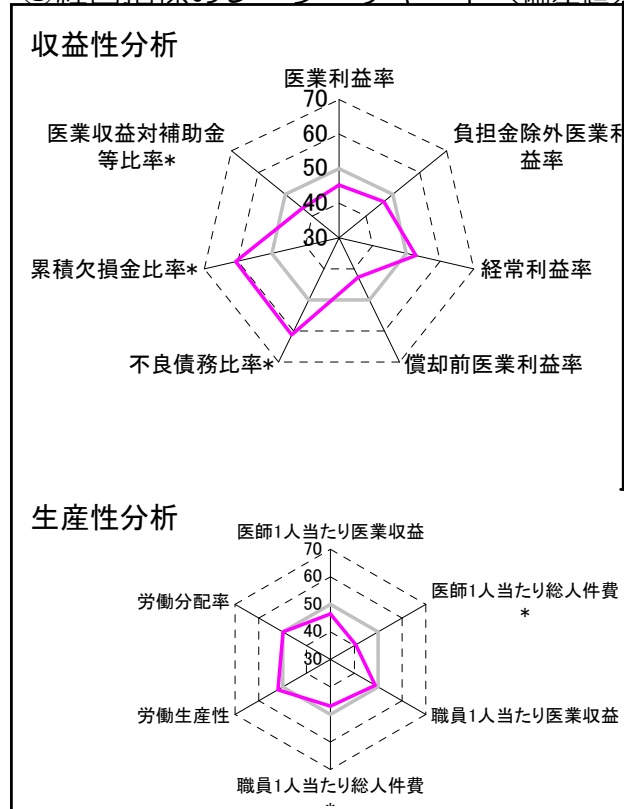 収益性分析
医業利益率
70
60
50
40
30
負担金除外医業利
益率
経常利益率
償却前医業利益率
不良債務比率*
累積欠損金比率*
医業収益対補助金
等比率*
生産性分析
医師1人当たり医業収益
70
60
50
40
30
医師1人当たり総人件費
*
職員1人当たり医業収益
職員1人当たり総人件費
*
労働生産性
労働分配率